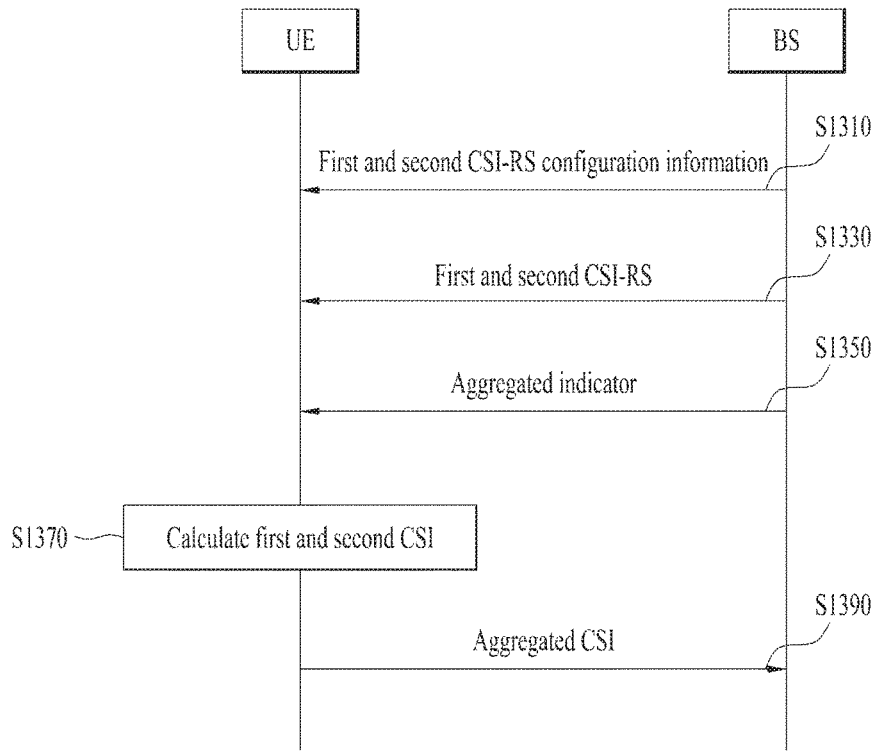 UE
BS
S1310
First and second CSI-RS configuration information
S1330
First and second CSI-RS
S1350
Aggregated indicator
S1370
Calculate first and second CSI
S1390
Aggregated CSI